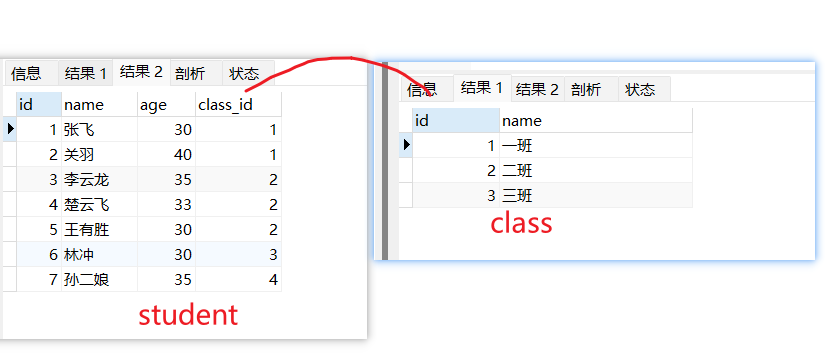 信息 结果 1 结果 2 剖析 状态
id name age class_id
1 张飞 30 1
2 关羽 40 1
3 李云龙 35 2
4 楚云飞 33 2
5 王有胜 30 2
6 林冲 30 3
7 孙二娘 35 4
student
信息 结果 1 结果 2 剖析 状态
id name
1 一班
2 二班
3 三班
class